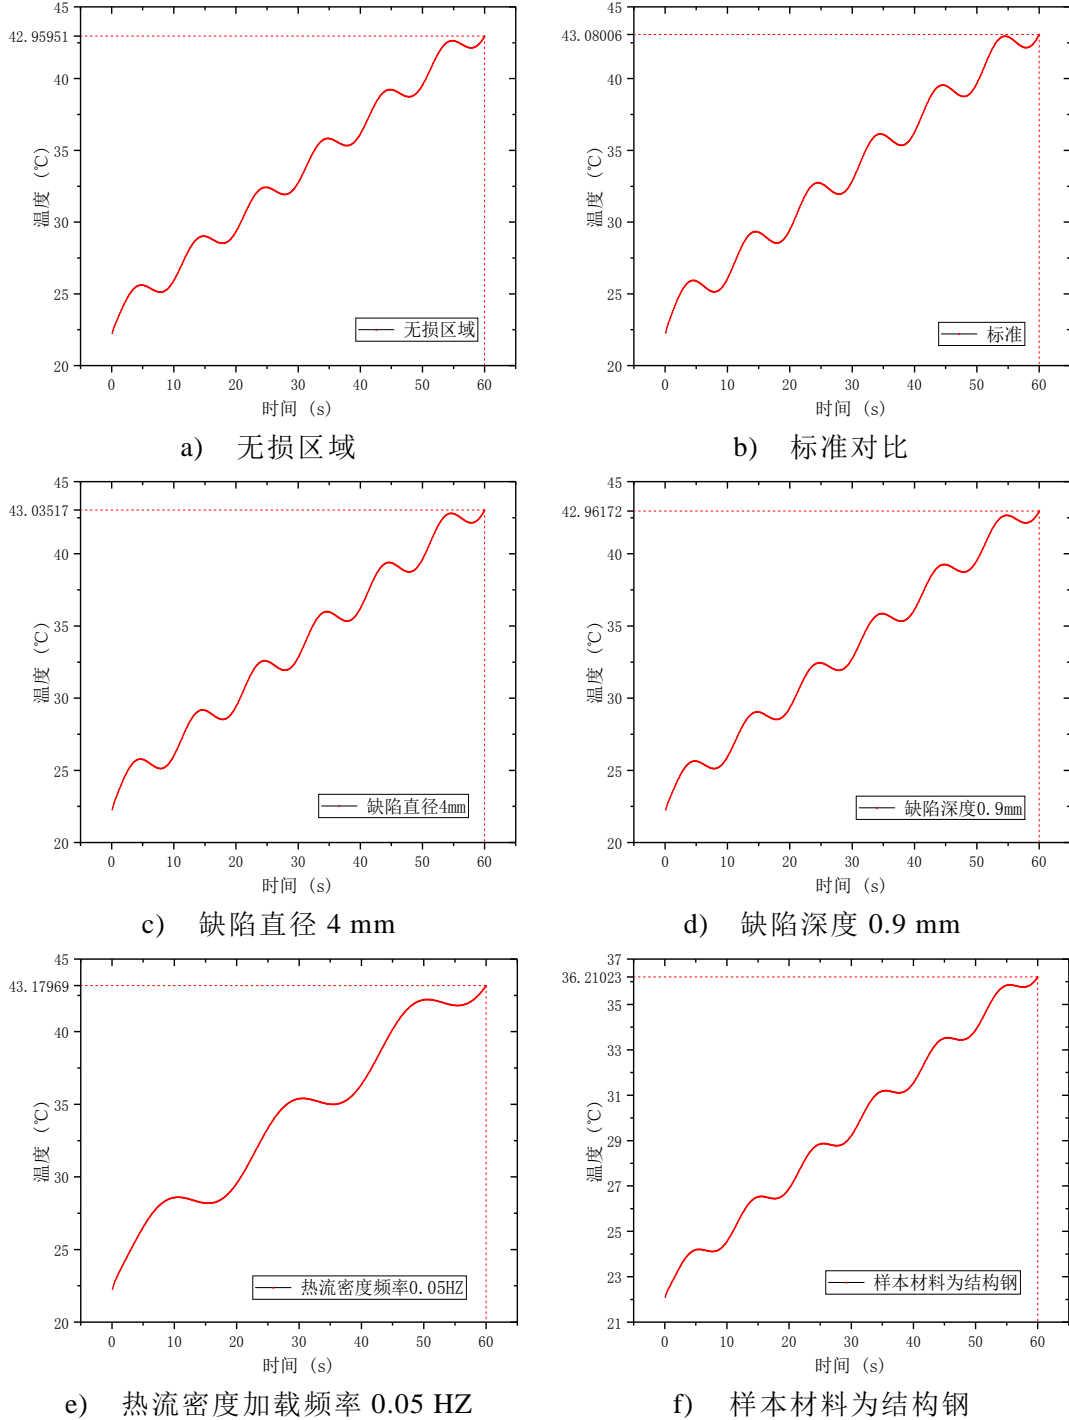 45
42.95951
40
35
30
25
20
温度 (℃)
无损区域
0 10 20 30 40 50 60
时间 (s)
a) 无损区域
45
43.08006
40
35
30
25
20
温度 (℃)
标准
0 10 20 30 40 50 60
时间 (s)
b) 标准对比
45
43.03517
40
35
30
25
20
温度 (℃)
缺陷直径4mm
0 10 20 30 40 50 60
时间 (s)
c) 缺陷直径 4 mm
45
42.96172
40
35
30
25
20
温度 (℃)
缺陷深度0.9mm
0 10 20 30 40 50 60
时间 (s)
d) 缺陷深度 0.9 mm
45
43.17969
40
35
30
25
20
温度 (℃)
热流密度频率0.05HZ
0 10 20 30 40 50 60
时间 (s)
e) 热流密度加载频率 0.05 HZ
37
36.21023
35
33
31
29
27
25
23
21
温度 (℃)
样本材料为结构钢
0 10 20 30 40 50 60
时间 (s)
f) 样本材料为结构钢